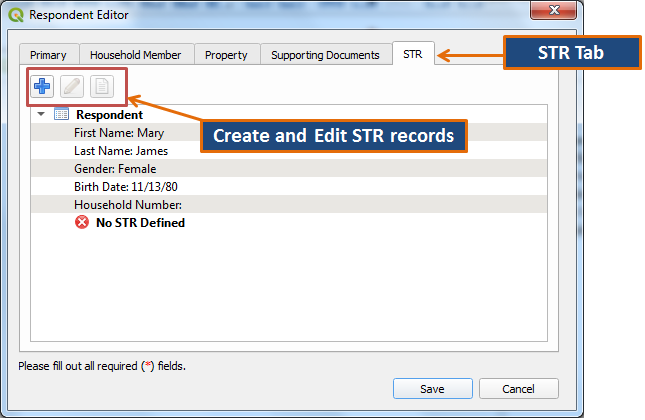 Respondent Editor
Primary Household Member Property Supporting Documents STR
STR Tab
Respondent
First Name: Mary
Create and Edit STR records
Last Name: James
Gender: Female
Birth Date: 11/13/80
Household Number:
No STR Defined
Please fill out all required (*) fields.
Save Cancel